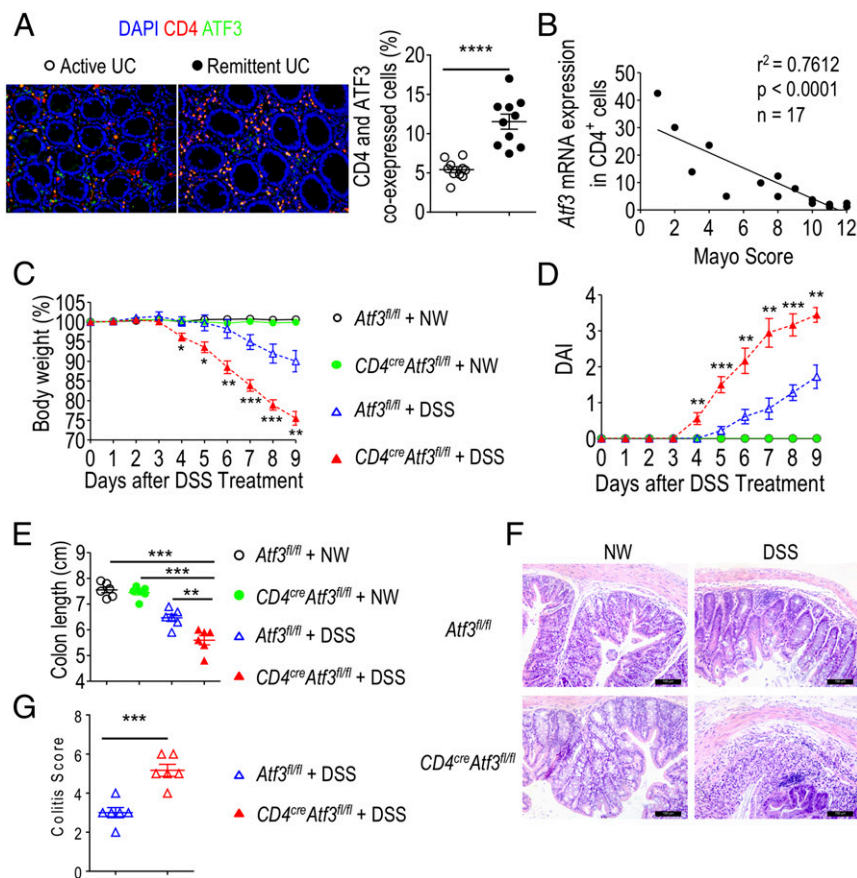 A
DAPI CD4 ATF3
○ Active UC ● Remittent UC
CD4 and ATF3
co-exepressed cells (%)
20
15
10
5
0
****
B
Atf3 mRNA expression
in CD4+ cells
50
40
30
20
10
0
r² = 0.7612
p < 0.0001
n = 17
0 2 4 6 8 10 12
Mayo Score
C
Body weight (%)
105
100
95
90
85
80
75
70
* * ** *** *** **
0 1 2 3 4 5 6 7 8 9
Days after DSS Treatment
Atf3fl/fl + NW
CD4creAtf3fl/fl + NW
Atf3fl/fl + DSS
CD4creAtf3fl/fl + DSS
D
DAI
4
3
2
1
0
** *** ** ** *** **
0 1 2 3 4 5 6 7 8 9
Days after DSS Treatment
E
Colon length (cm)
9
8
7
6
5
4
***
***
**
Atf3fl/fl + NW
CD4creAtf3fl/fl + NW
Atf3fl/fl + DSS
CD4creAtf3fl/fl + DSS
F
NW DSS
Atf3fl/fl
CD4creAtf3fl/fl
G
Colitis Score
8
6
4
2
0
***
Atf3fl/fl + DSS
CD4creAtf3fl/fl + DSS